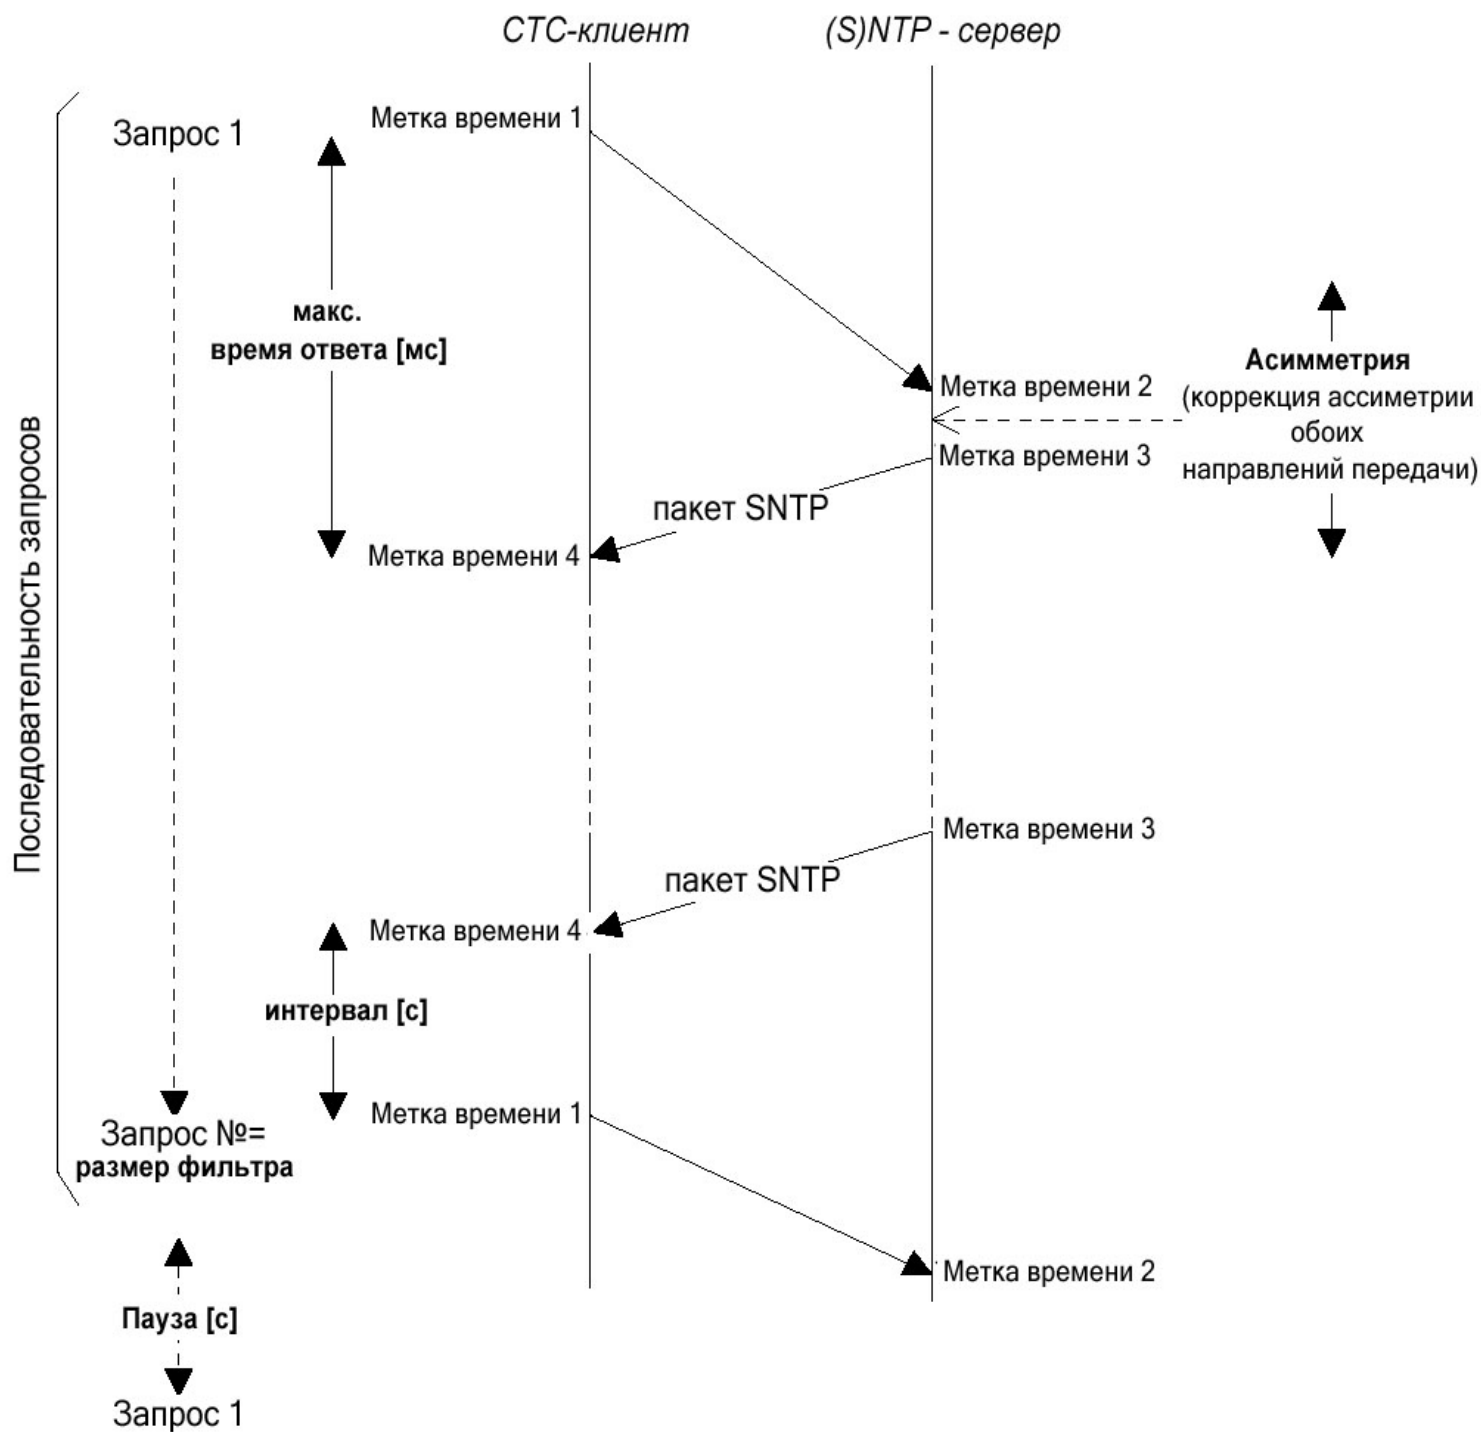 СТС-клиент
(S)NTP - сервер
Запрос 1
Метка времени 1
макс.
время ответа [мс]
Метка времени 2
Асимметрия
(коррекция ассиметрии
обоих
направлений передачи)
Метка времени 3
пакет SNTP
Метка времени 4
Последовательность запросов
Метка времени 3
пакет SNTP
Метка времени 4
интервал [с]
Метка времени 1
Запрос №=
размер фильтра
Метка времени 2
Пауза [с]
Запрос 1